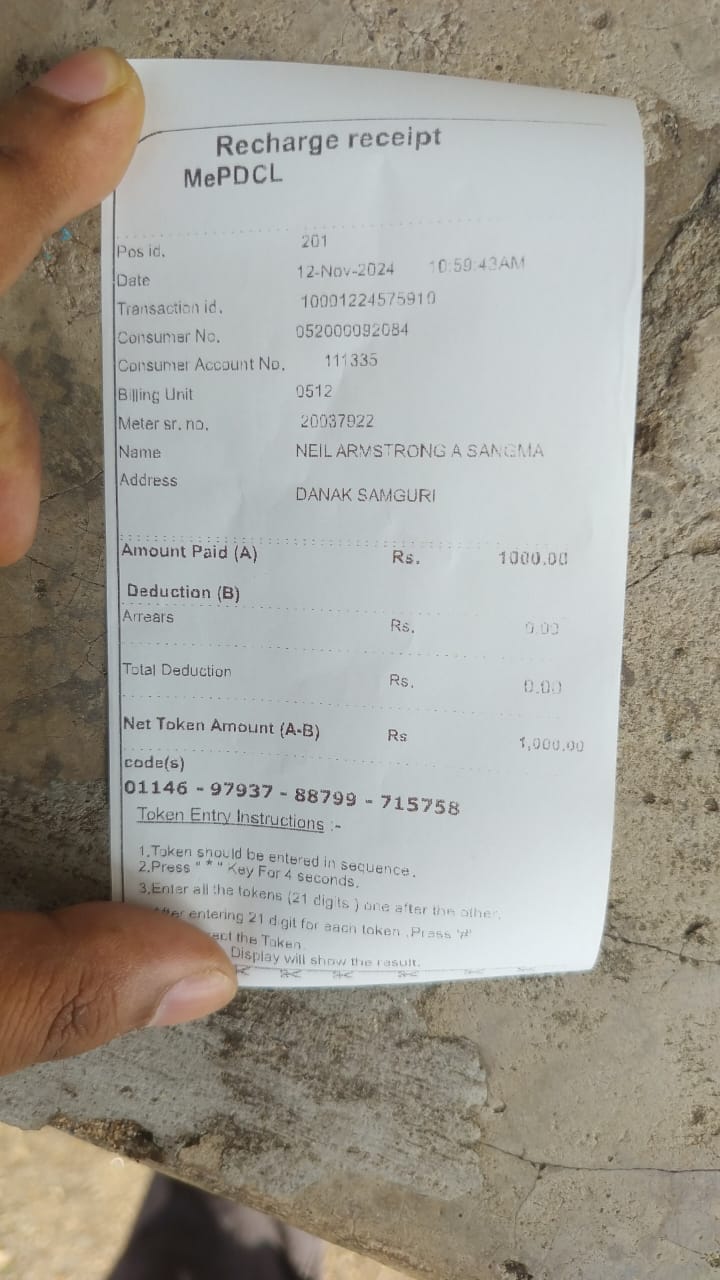 Recharge receipt
MePDCL
Pos id. 201
Date 12-Nov-2024 10:59:43AM
Transaction id. 10001224575910
Consumer No. 052000092084
Consumer Account No. 111335
Billing Unit 0512
Meter sr. no. 20037922
Name NEIL ARMSTRONG A SANGMA
Address
DANAK SAMGURI
Amount Paid (A) Rs. 1000.00
Deduction (B)
Arrears Rs. 0.00
Total Deduction Rs. 0.00
Net Token Amount (A-B) Rs 1,000.00
code(s)
01146 - 97937 - 88799 - 715758
Token Entry Instructions :-
1.Token should be entered in sequence.
2.Press " * " Key For 4 seconds.
3.Enter all the tokens (21 digits ) one after the other.
entering 21 digit for each token .Press '#'
the Token.
Display will show the result.